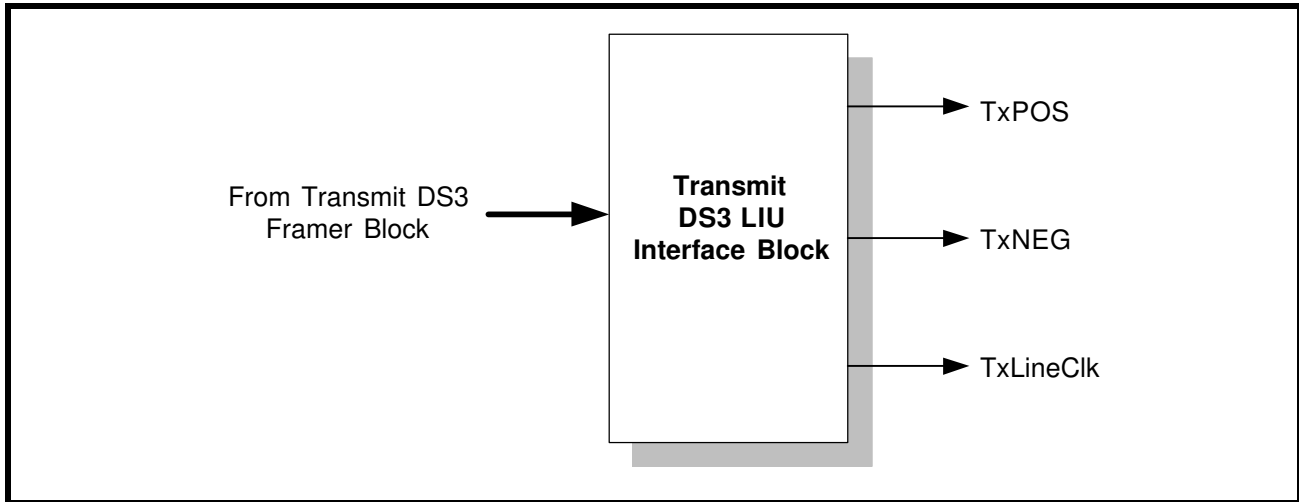 From Transmit DS3
Framer Block
Transmit
DS3 LIU
Interface Block
TxPOS
TxNEG
TxLineClk